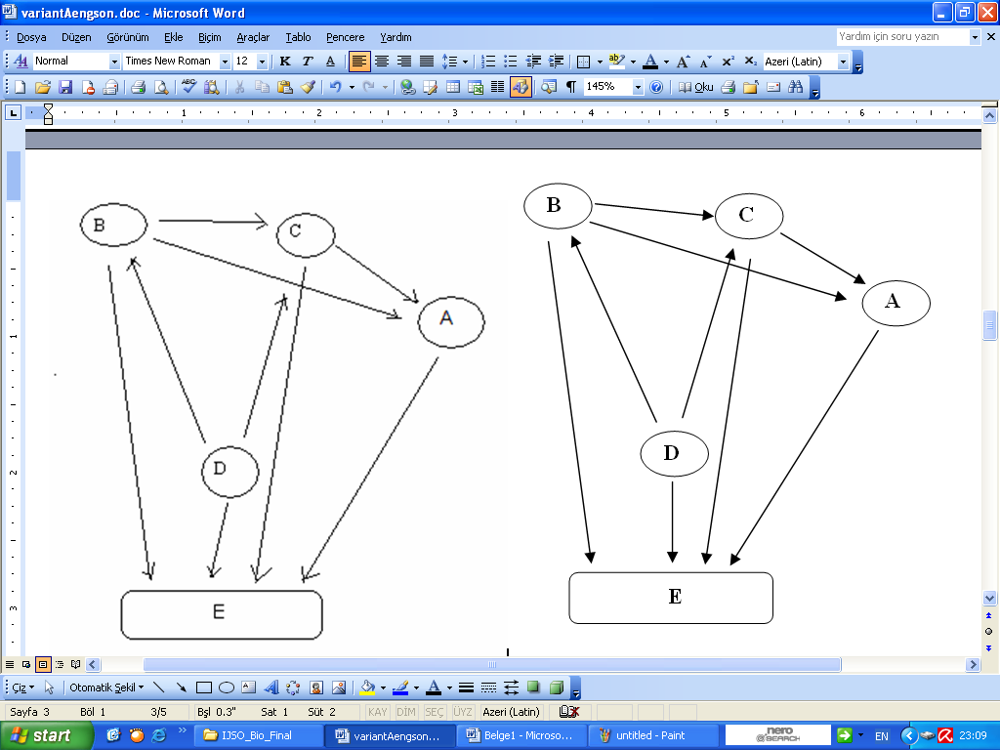 variantAengson.doc - Microsoft Word
Dosya Düzen Görünüm Ekle Biçim Araçlar Tablo Pencere Yardım Yardım için soru yazın
Normal Times New Roman 12 K T A Azeri (Latin)
145% Oku
1 2 3 4 5 6
B C A D E
B C A D E
1
2
3
Çiz Otomatik Şekil
Sayfa 3 Böl 1 3/5 Bşl 0.3" Sat 1 Süt 2 KAY DİM SEÇ ÜYZ Azeri (Latin)
start IJSO_Bio_Final variantAengson... Belge1 - Microso... untitled - Paint nero SEARCH EN 23:09